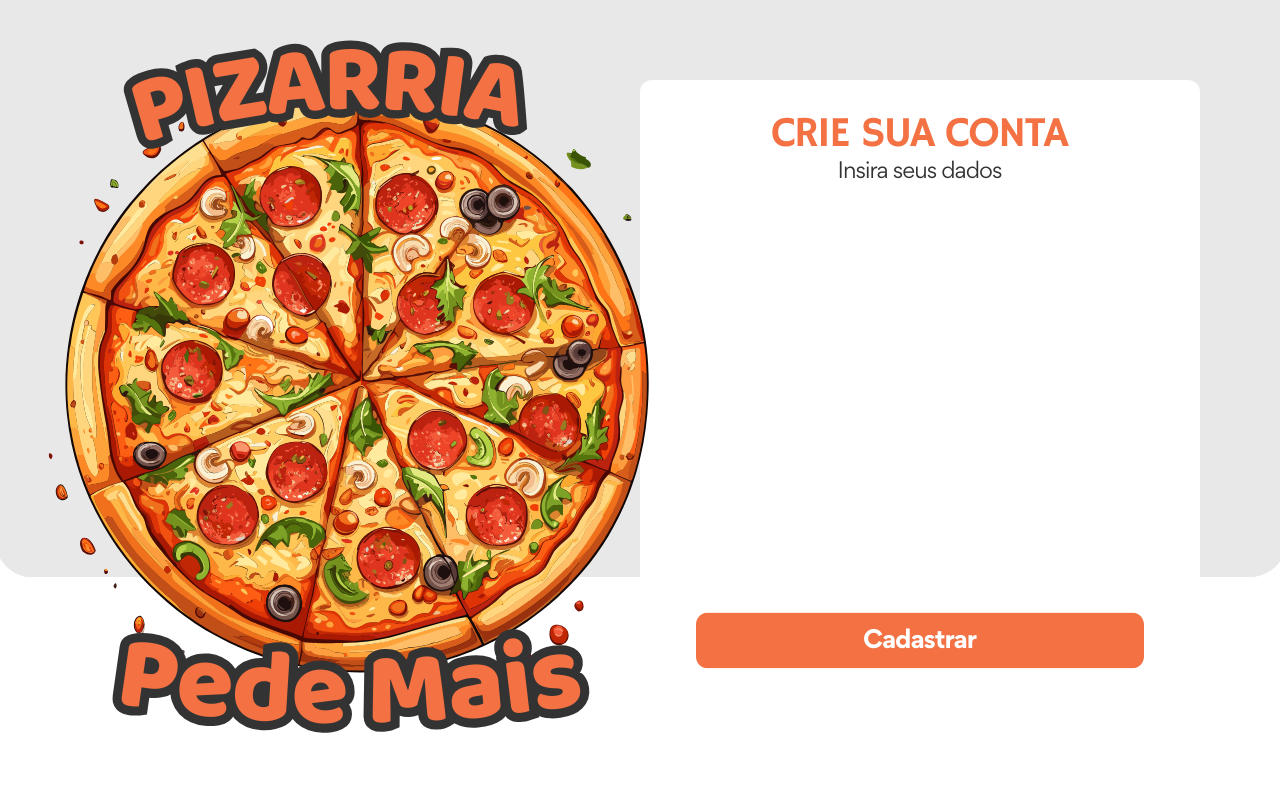 PIZARRIA
Pede Mais
CRIE SUA CONTA
Insira seus dados
Cadastrar